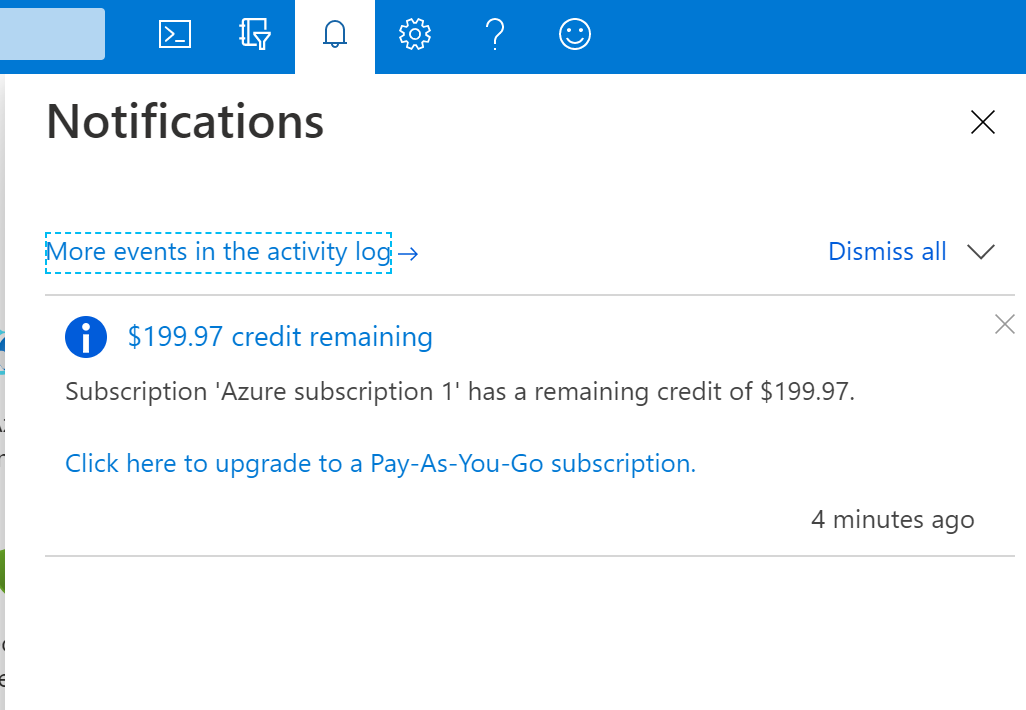 Notifications
More events in the activity log →
Dismiss all
$199.97 credit remaining
Subscription 'Azure subscription 1' has a remaining credit of $199.97.
Click here to upgrade to a Pay-As-You-Go subscription.
4 minutes ago